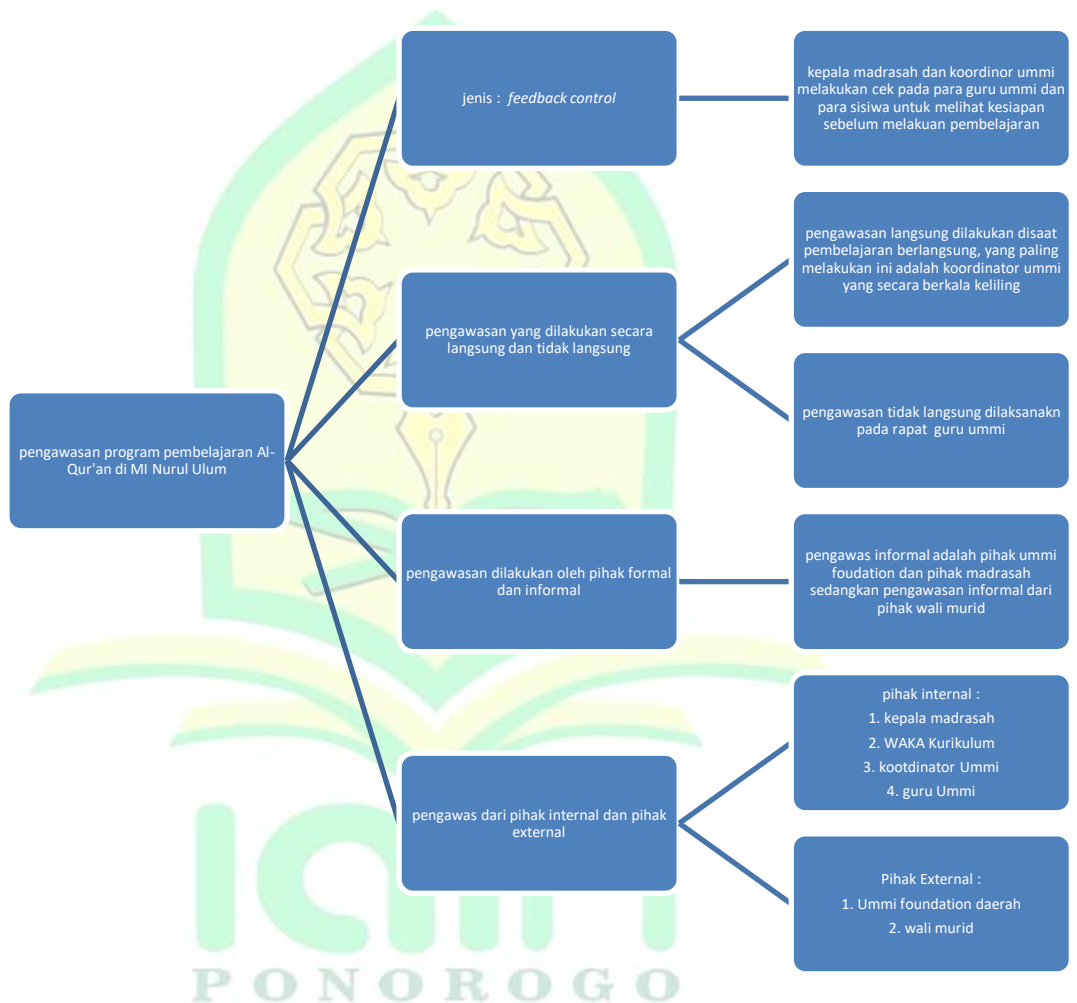 pengawasan program pembelajaran Al-
Qur'an di MI Nurul Ulum
jenis : feedback control
kepala madrasah dan koordinor ummi
melakukan cek pada para guru ummi dan
para sisiwa untuk melihat kesiapan
sebelum melakuan pembelajaran
pengawasan yang dilakukan secara
langsung dan tidak langsung
pengawasan langsung dilakukan disaat
pembelajaran berlangsung, yang paling
melakukan ini adalah koordinator ummi
yang secara berkala keliling
pengawasan tidak langsung dilaksanakn
pada rapat guru ummi
pengawasan dilakukan oleh pihak formal
dan informal
pengawas informal adalah pihak ummi
foudation dan pihak madrasah
sedangkan pengawasan informal dari
pihak wali murid
pengawas dari pihak internal dan pihak
external
pihak internal :
1. kepala madrasah
2. WAKA Kurikulum
3. kootdinator Ummi
4. guru Ummi
Pihak External :
1. Ummi foundation daerah
2. wali murid
iain
PONOROGO